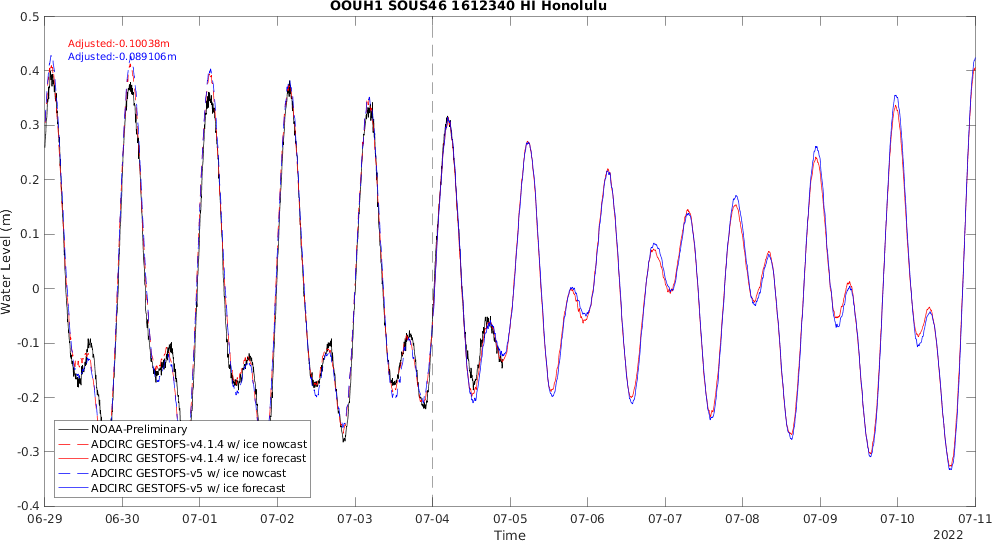 OOUH1 SOUS46 1612340 HI Honolulu
Adjusted:-0.10038m
Adjusted:-0.089106m
0.5
0.4
0.3
0.2
0.1
0
-0.1
-0.2
-0.3
-0.4
Water Level (m)
NOAA-Preliminary
ADCIRC GESTOFS-v4.1.4 w/ ice nowcast
ADCIRC GESTOFS-v4.1.4 w/ ice forecast
ADCIRC GESTOFS-v5 w/ ice nowcast
ADCIRC GESTOFS-v5 w/ ice forecast
06-29 06-30 07-01 07-02 07-03 07-04 07-05 07-06 07-07 07-08 07-09 07-10 07-11
Time
2022